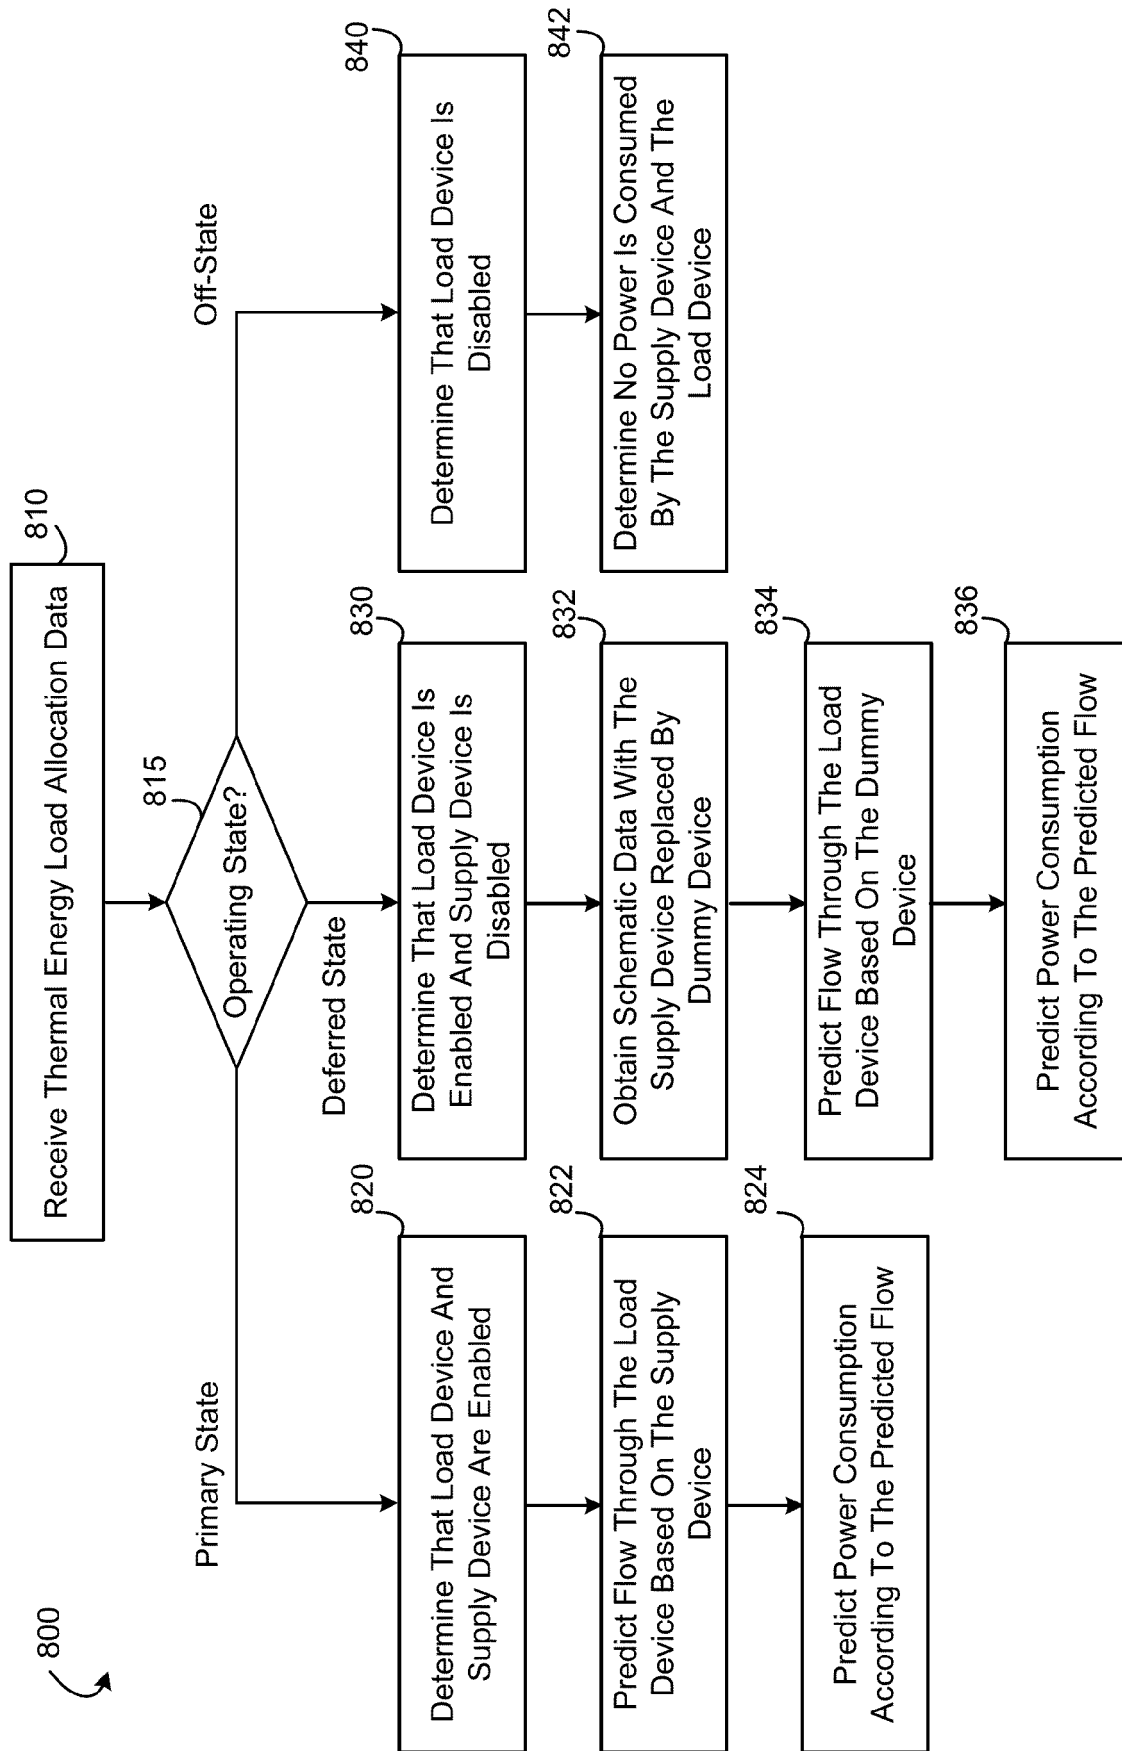 800
Receive Thermal Energy Load Allocation Data
810
815
Operating State?
Primary State
Deferred State
Off-State
820
Determine That Load Device And
Supply Device Are Enabled
822
Predict Flow Through The Load
Device Based On The Supply
Device
824
Predict Power Consumption
According To The Predicted Flow
830
Determine That Load Device Is
Enabled And Supply Device Is
Disabled
832
Obtain Schematic Data With The
Supply Device Replaced By
Dummy Device
834
Predict Flow Through The Load
Device Based On The Dummy
Device
836
Predict Power Consumption
According To The Predicted Flow
840
Determine That Load Device Is
Disabled
842
Determine No Power Is Consumed
By The Supply Device And The
Load Device